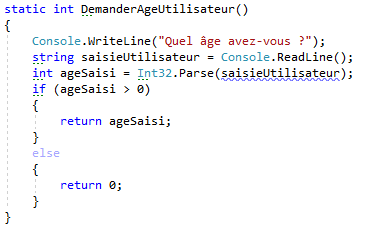 static int DemanderAgeUtilisateur()
{
    Console.WriteLine("Quel âge avez-vous ?");
    string saisieUtilisateur = Console.ReadLine();
    int ageSaisi = Int32.Parse(saisieUtilisateur);
    if (ageSaisi > 0)
    {
        return ageSaisi;
    }
    else
    {
        return 0;
    }
}